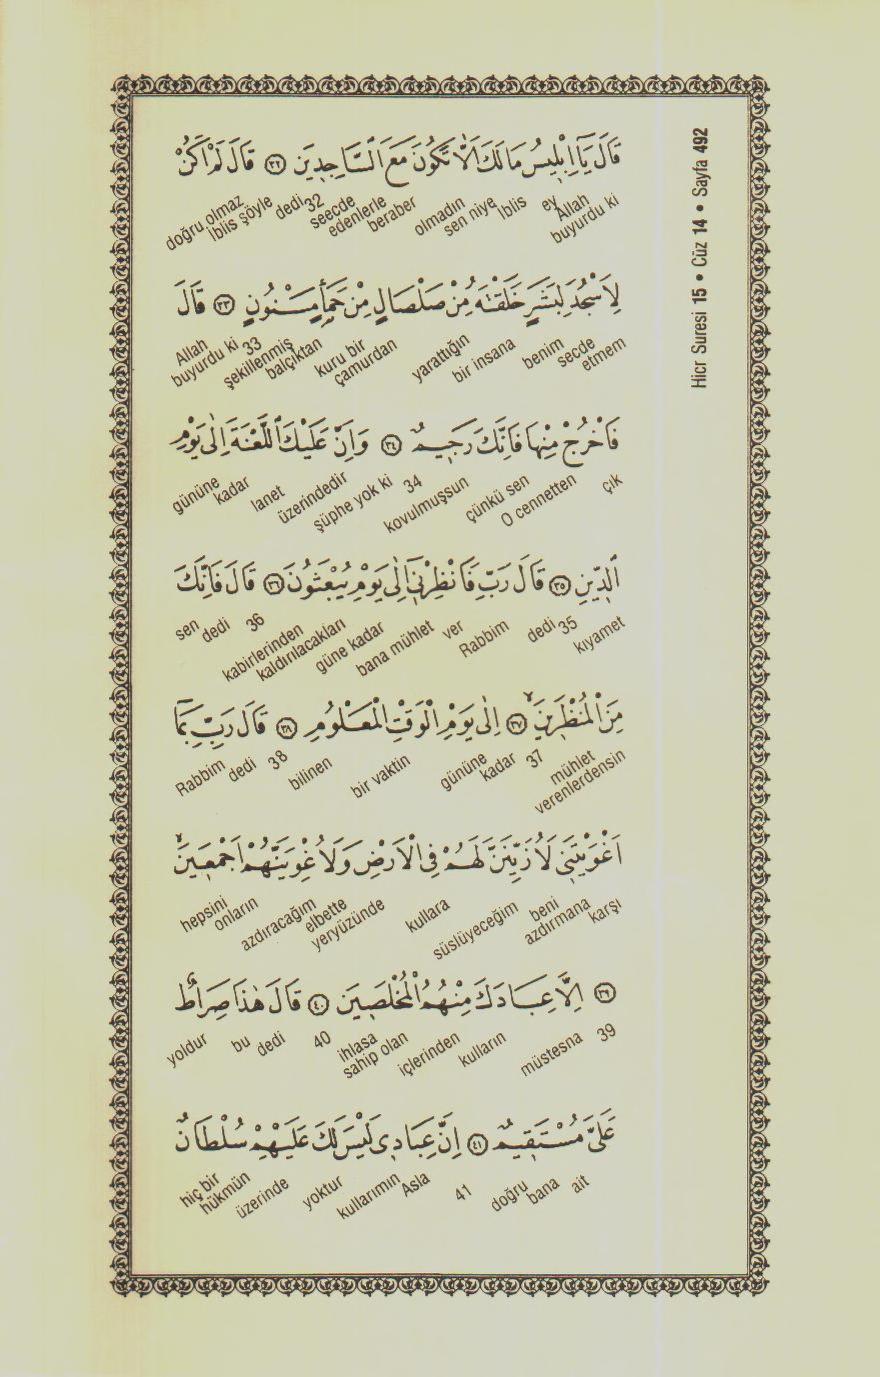 Hicr Suresi 15 • Cüz 14 • Sayfa 492
قَالَ يَٓا اِبْل۪يسُ مَا لَكَ اَلَّا تَكُونَ مَعَ السَّاجِد۪ينَ ﴿٣٢﴾ قَالَ لَمْ اَكُنْ
Allah buyurdu ki ey Iblis sen niye olmadın seecde edenlerle beraber 32 dedi Iblis şöyle doğru olmaz
لِاَسْجُدَ لِبَشَرٍ خَلَقْتَهُ مِنْ صَلْصَالٍ مِنْ حَمَأٍ مَسْنُونٍ ﴿٣٣﴾ قَالَ
secde etmem benim bir insana yarattığın kuru bir çamurdan şekillenmiş balçıktan 33 Allah buyurdu ki
فَاخْرُجْ مِنْهَا فَاِنَّكَ رَج۪يمٌ ﴿٣٤﴾ وَاِنَّ عَلَيْكَ اللَّعْنَةَ اِلٰى يَوْمِ
çık O cennetten çünkü sen kovulmuşsun 34 şüphe yok ki üzerindedir lanet gününe kadar
الدّ۪ينِ ﴿٣٥﴾ قَالَ رَبِّ فَاَنْظِرْن۪ٓي اِلٰى يَوْمِ يُبْعَثُونَ ﴿٣٦﴾ قَالَ فَاِنَّكَ
kıyamet 35 dedi Rabbim ver bana mühlet güne kadar kabirlerinden kaldırılacakları 36 dedi sen
مِنَ الْمُنْظَر۪ينَۙ ﴿٣٧﴾ اِلٰى يَوْمِ الْوَقْتِ الْمَعْلُومِ ﴿٣٨﴾ قَالَ رَبِّ بِمَٓا
mühlet verenlerdensin 37 gününe kadar bir vaktin bilinen 38 dedi Rabbim
اَغْوَيْتَن۪ي لَاُزَيِّنَنَّ لَهُمْ فِي الْاَرْضِ وَلَاُغْوِيَنَّهُمْ اَجْمَع۪ينَۙ
karşı beni azdırmana süslüyeceğim kullara yeryüzünde elbette azdıracağım onların hepsini
﴿٣٩﴾ اِلَّا عِبَادَكَ مِنْهُمُ الْمُخْلَص۪ينَ ﴿٤٠﴾ قَالَ هٰذَا صِرَاطٌ
39 müstesna kulların içlerinden ihlasa sahip olan 40 dedi bu yoldur
عَلَيَّ مُسْتَق۪يمٌ ﴿٤١﴾ اِنَّ عِبَاد۪ي لَيْسَ لَكَ عَلَيْهِمْ سُلْطَانٌ
ait bana doğru 41 Asla kullarımın yoktur üzerinde hiç bir hükmün